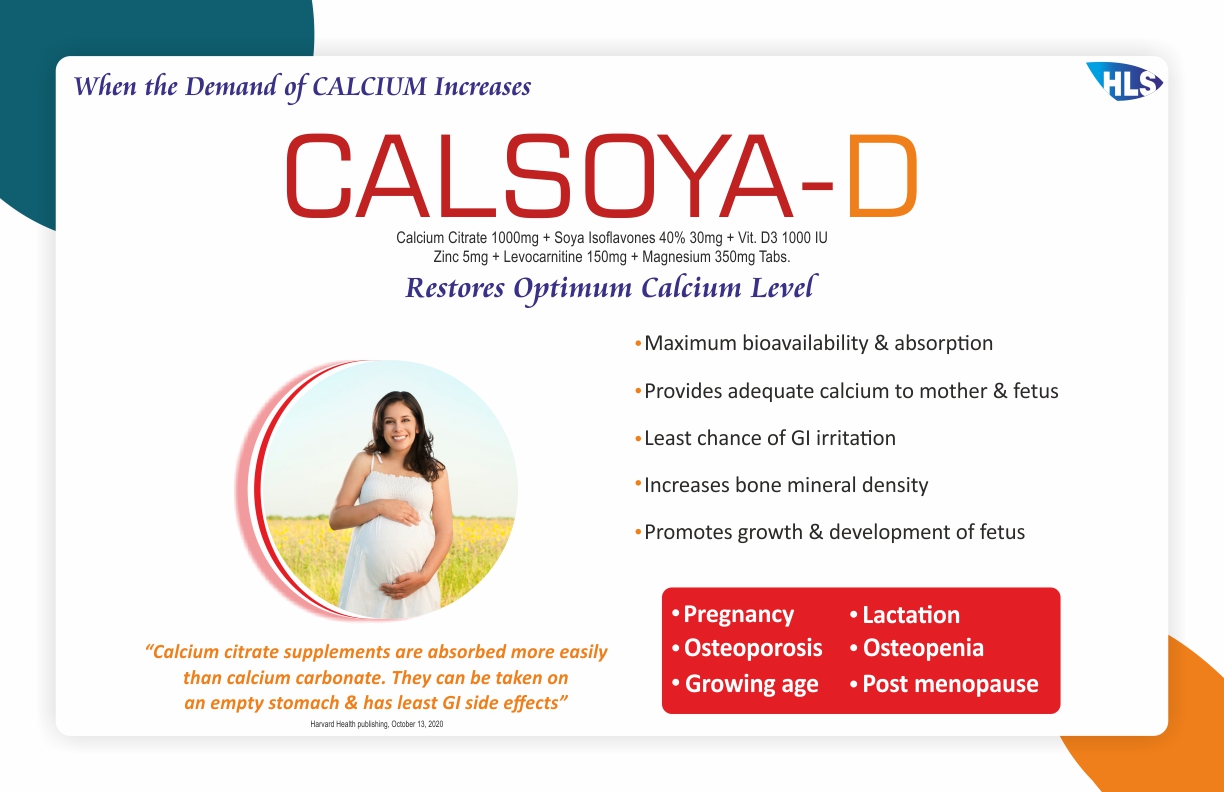 When the Demand of CALCIUM Increases
HLS
CALSOYA-D
Calcium Citrate 1000mg + Soya Isoflavones 40% 30mg + Vit. D3 1000 IU
Zinc 5mg + Levocarnitine 150mg + Magnesium 350mg Tabs.
Restores Optimum Calcium Level
• Maximum bioavailability & absorption
• Provides adequate calcium to mother & fetus
• Least chance of GI irritation
• Increases bone mineral density
• Promotes growth & development of fetus
• Pregnancy • Lactation
• Osteoporosis • Osteopenia
• Growing age • Post menopause
“Calcium citrate supplements are absorbed more easily
than calcium carbonate. They can be taken on
an empty stomach & has least GI side effects”
Harvard Health publishing, October 13, 2020